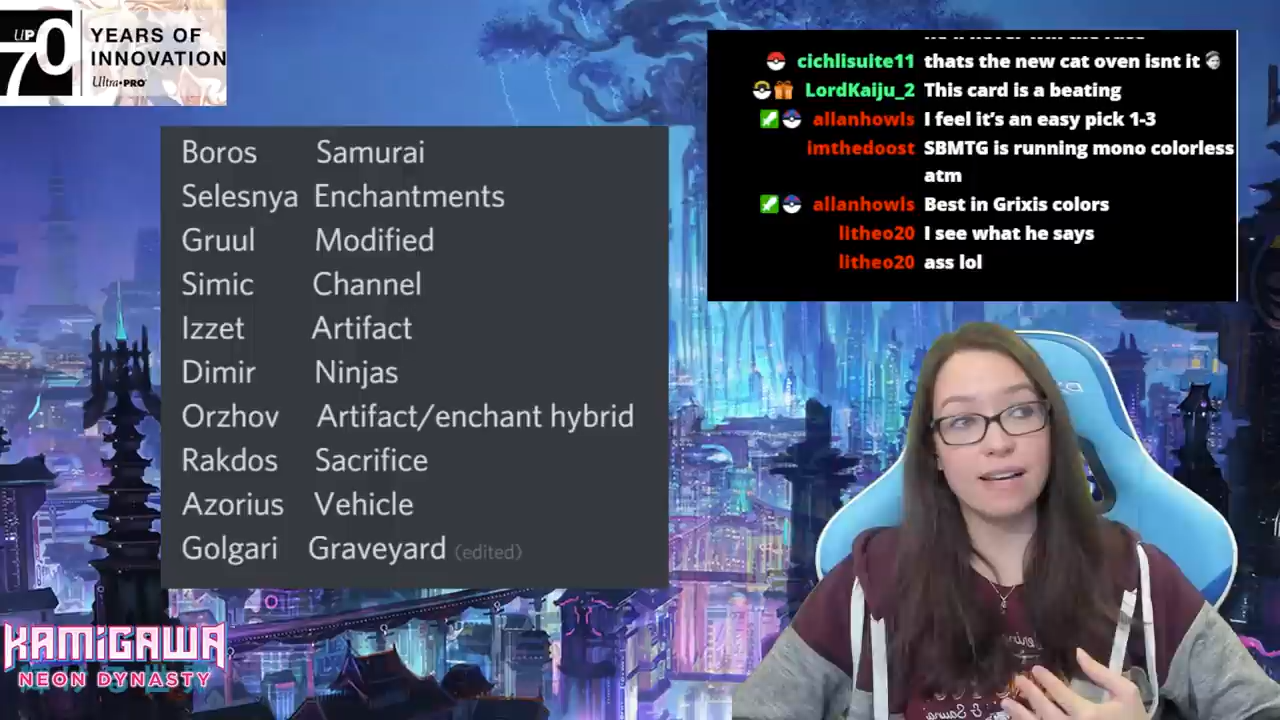 UP
70
YEARS OF
INNOVATION
Ultra•PRO
Boros Samurai
Selesnya Enchantments
Gruul Modified
Simic Channel
Izzet Artifact
Dimir Ninjas
Orzhov Artifact/enchant hybrid
Rakdos Sacrifice
Azorius Vehicle
Golgari Graveyard (edited)
cichlisuite11 thats the new cat oven isnt it
LordKaiju_2 This card is a beating
allanhowls I feel it’s an easy pick 1-3
imthedoost SBMTG is running mono colorless
atm
allanhowls Best in Grixis colors
litheo20 I see what he says
litheo20 ass lol
KAMIGAWA
NEON DYNASTY